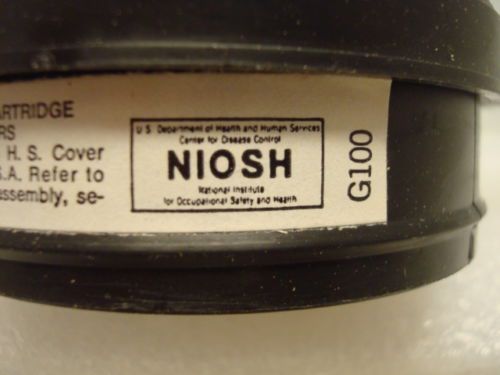 ARTRIDGE
RS
H. S. Cover
S.A. Refer to
assembly, se-
U.S. Department of Health and Human Services
Center for Disease Control
NIOSH
National Institute
for Occupational Safety and Health
G100